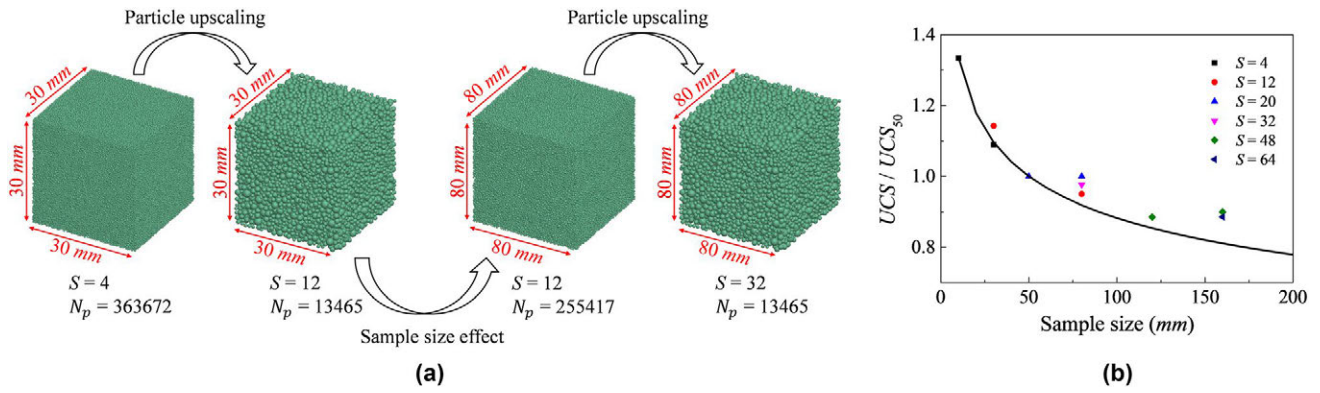 Particle upscaling
Particle upscaling
30 mm
30 mm
30 mm
30 mm
30 mm
30 mm
80 mm
80 mm
80 mm
80 mm
80 mm
80 mm
S = 4
N_p = 363672
S = 12
N_p = 13465
S = 12
N_p = 255417
S = 32
N_p = 13465
Sample size effect
(a)
UCS / UCS_50
1.4
1.2
1.0
0.8
0
50
100
150
200
Sample size (mm)
S = 4
S = 12
S = 20
S = 32
S = 48
S = 64
(b)